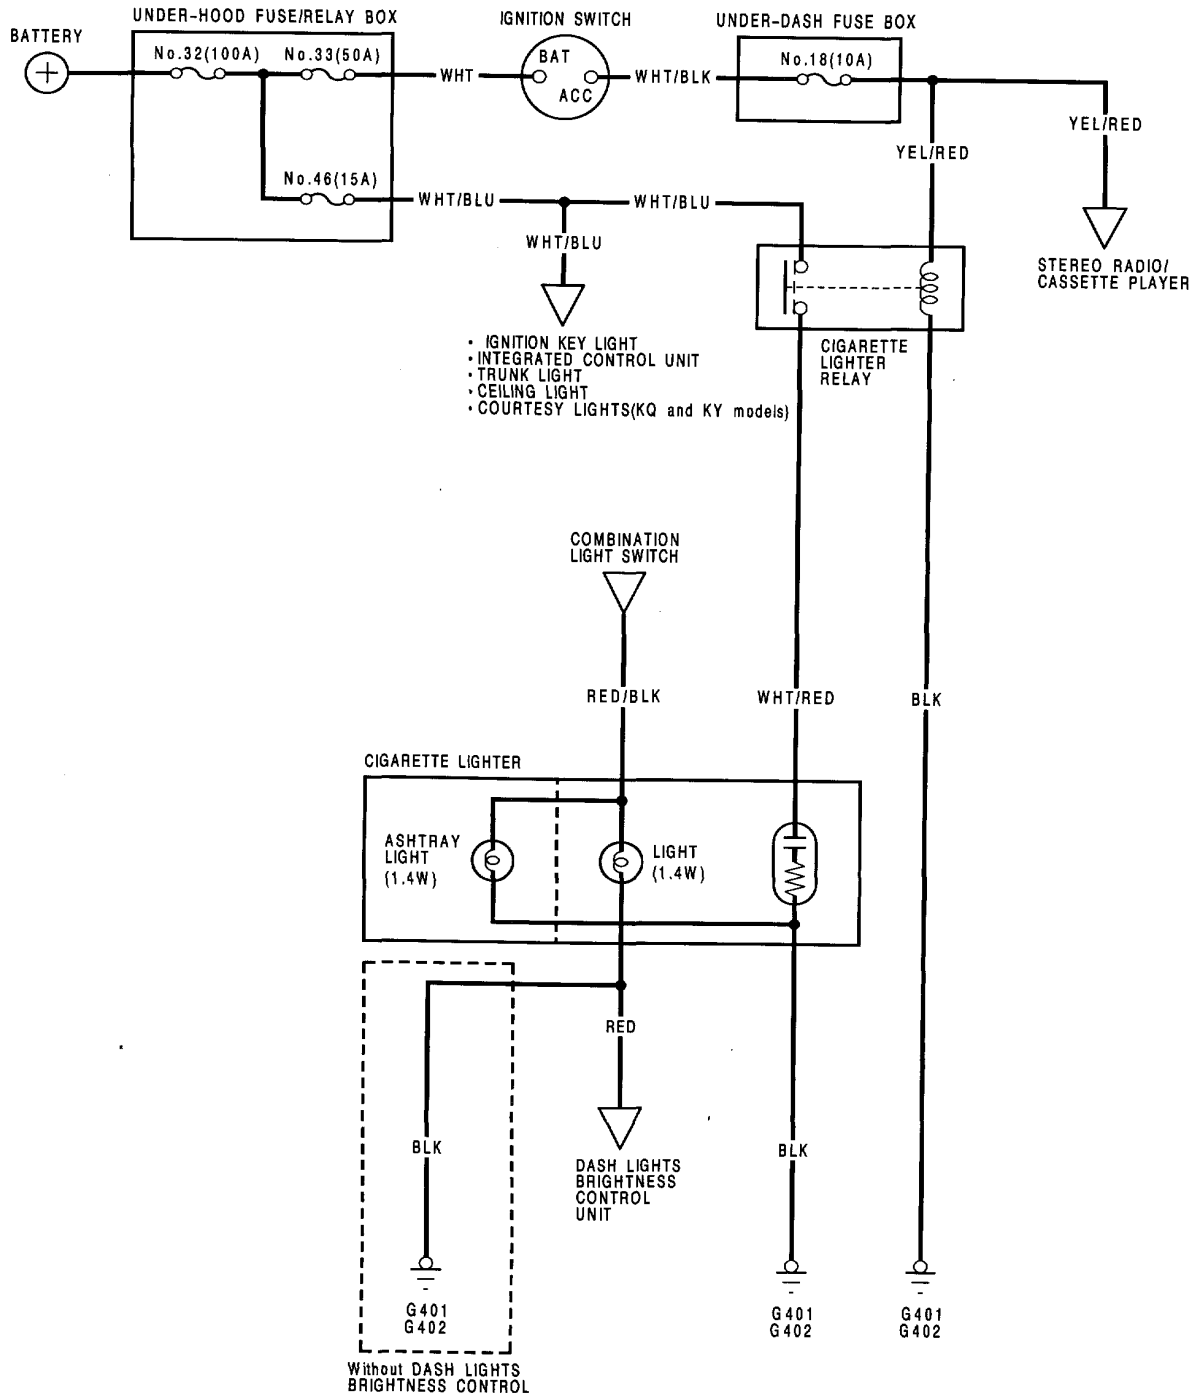 UNDER-HOOD FUSE/RELAY BOX
IGNITION SWITCH
UNDER-DASH FUSE BOX
BATTERY
No.32(100A)
No.33(50A)
BAT
ACC
No.18(10A)
WHT
WHT/BLK
YEL/RED
YEL/RED
No.46(15A)
WHT/BLU
WHT/BLU
WHT/BLU
STEREO RADIO/
CASSETTE PLAYER
• IGNITION KEY LIGHT
• INTEGRATED CONTROL UNIT
• TRUNK LIGHT
• CEILING LIGHT
• COURTESY LIGHTS(KQ and KY models)
CIGARETTE
LIGHTER
RELAY
COMBINATION
LIGHT SWITCH
RED/BLK
WHT/RED
BLK
CIGARETTE LIGHTER
ASHTRAY
LIGHT
(1.4W)
LIGHT
(1.4W)
RED
BLK
BLK
DASH LIGHTS
BRIGHTNESS
CONTROL
UNIT
G401
G402
G401
G402
G401
G402
Without DASH LIGHTS
BRIGHTNESS CONTROL